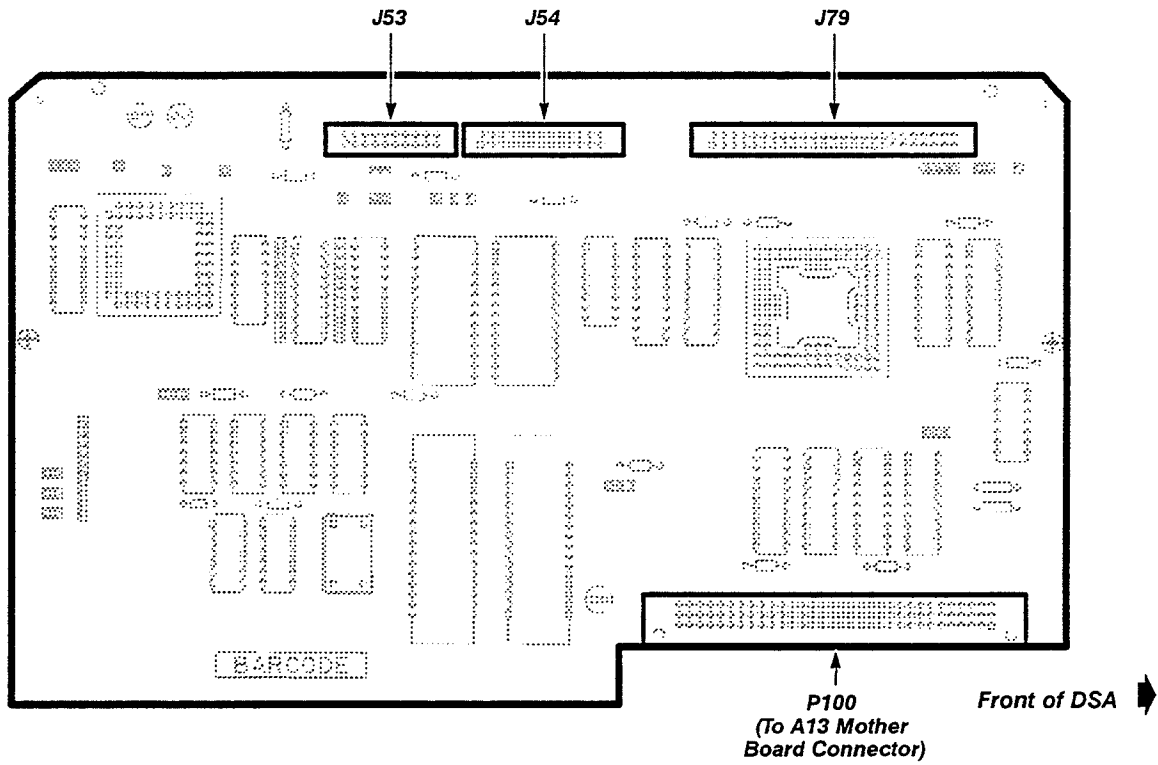 J53 J54 J79
BARCODE
P100
(To A13 Mother
Board Connector)
Front of DSA